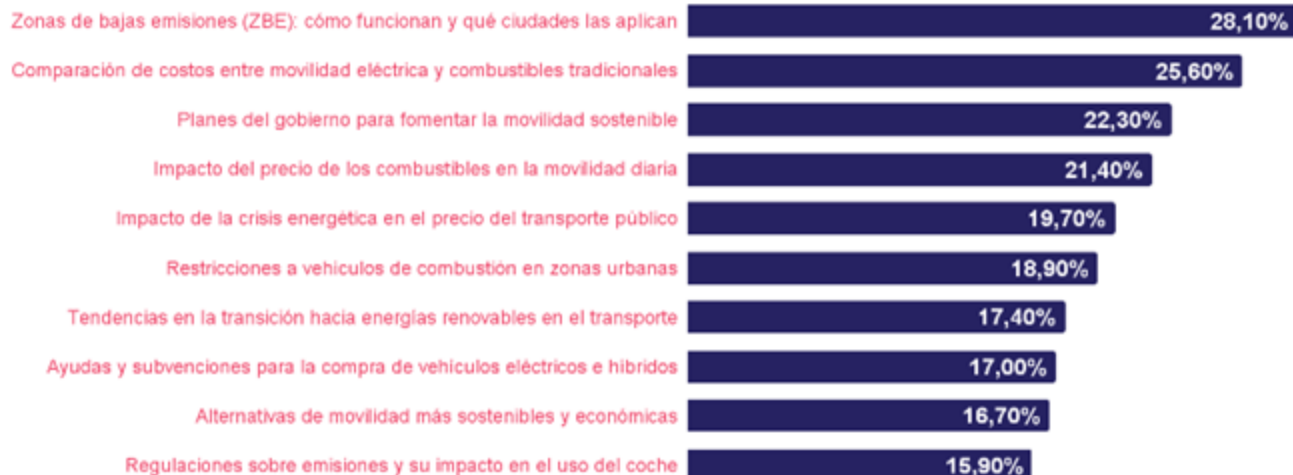 Zonas de bajas emisiones (ZBE): cómo funcionan y qué ciudades las aplican 28,10%
Comparación de costos entre movilidad eléctrica y combustibles tradicionales 25,60%
Planes del gobierno para fomentar la movilidad sostenible 22,30%
Impacto del precio de los combustibles en la movilidad diaria 21,40%
Impacto de la crisis energética en el precio del transporte público 19,70%
Restricciones a vehículos de combustión en zonas urbanas 18,90%
Tendencias en la transición hacia energías renovables en el transporte 17,40%
Ayudas y subvenciones para la compra de vehículos eléctricos e híbridos 17,00%
Alternativas de movilidad más sostenibles y económicas 16,70%
Regulaciones sobre emisiones y su impacto en el uso del coche 15,90%